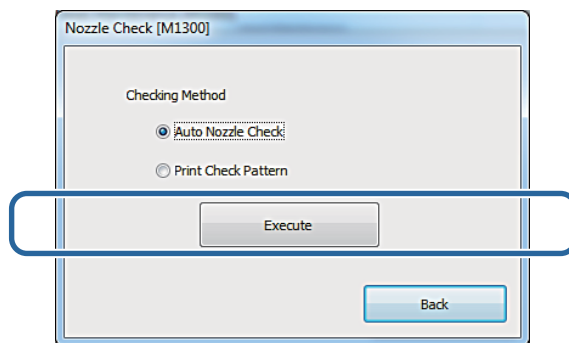 Nozzle Check [M1300]
Checking Method
Auto Nozzle Check
Print Check Pattern
Execute
Back